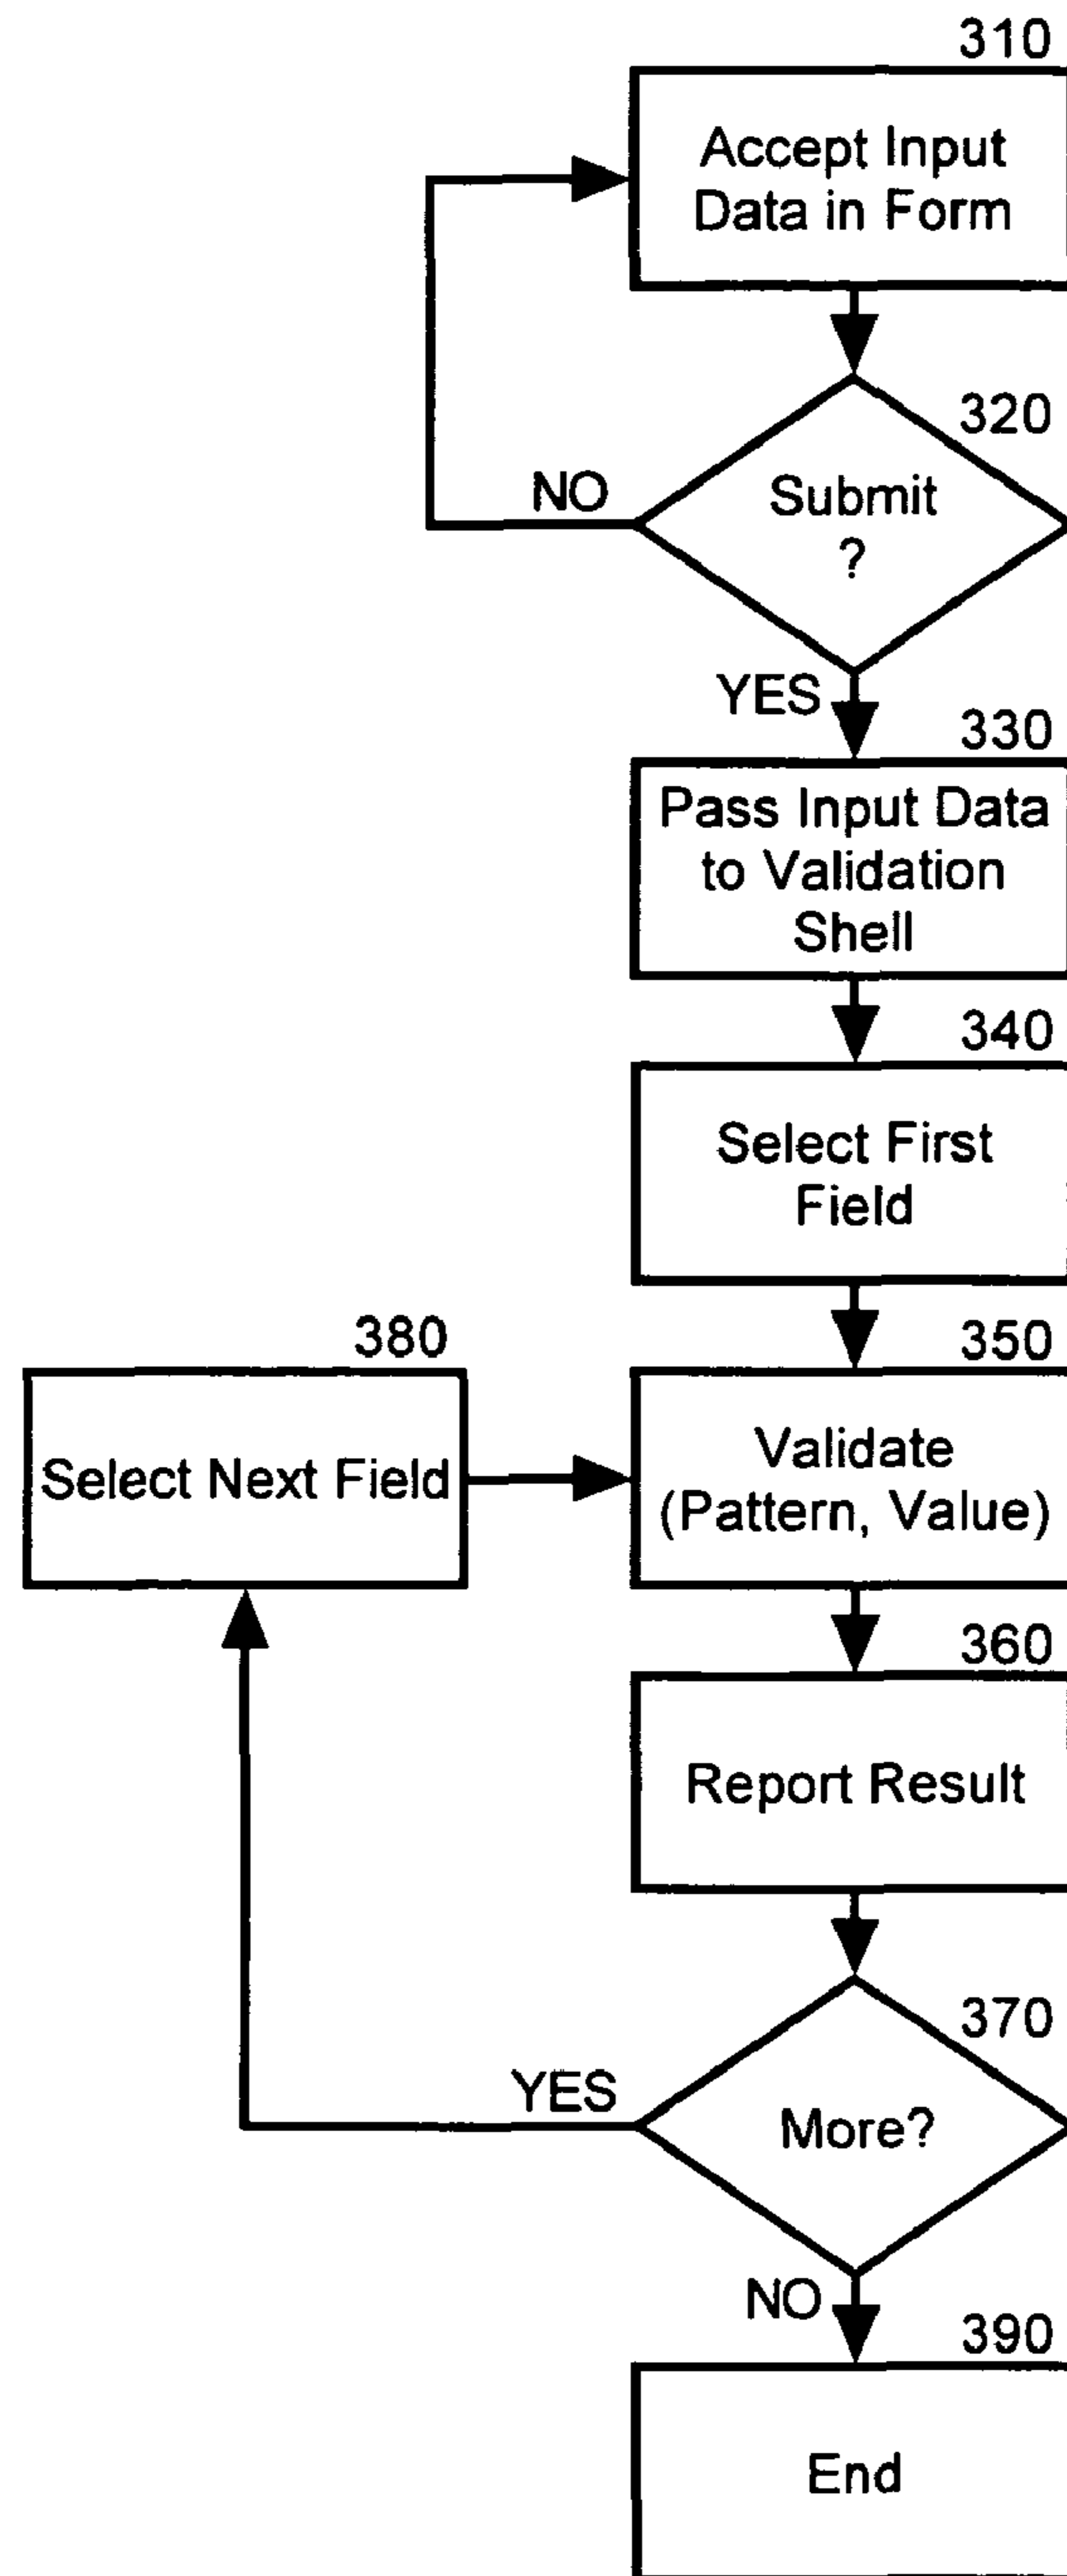 310
Accept Input
Data in Form
320
Submit
?
NO
YES
330
Pass Input Data
to Validation
Shell
340
Select First
Field
380
350
Select Next Field
Validate
(Pattern, Value)
360
Report Result
370
YES
More?
NO
390
End